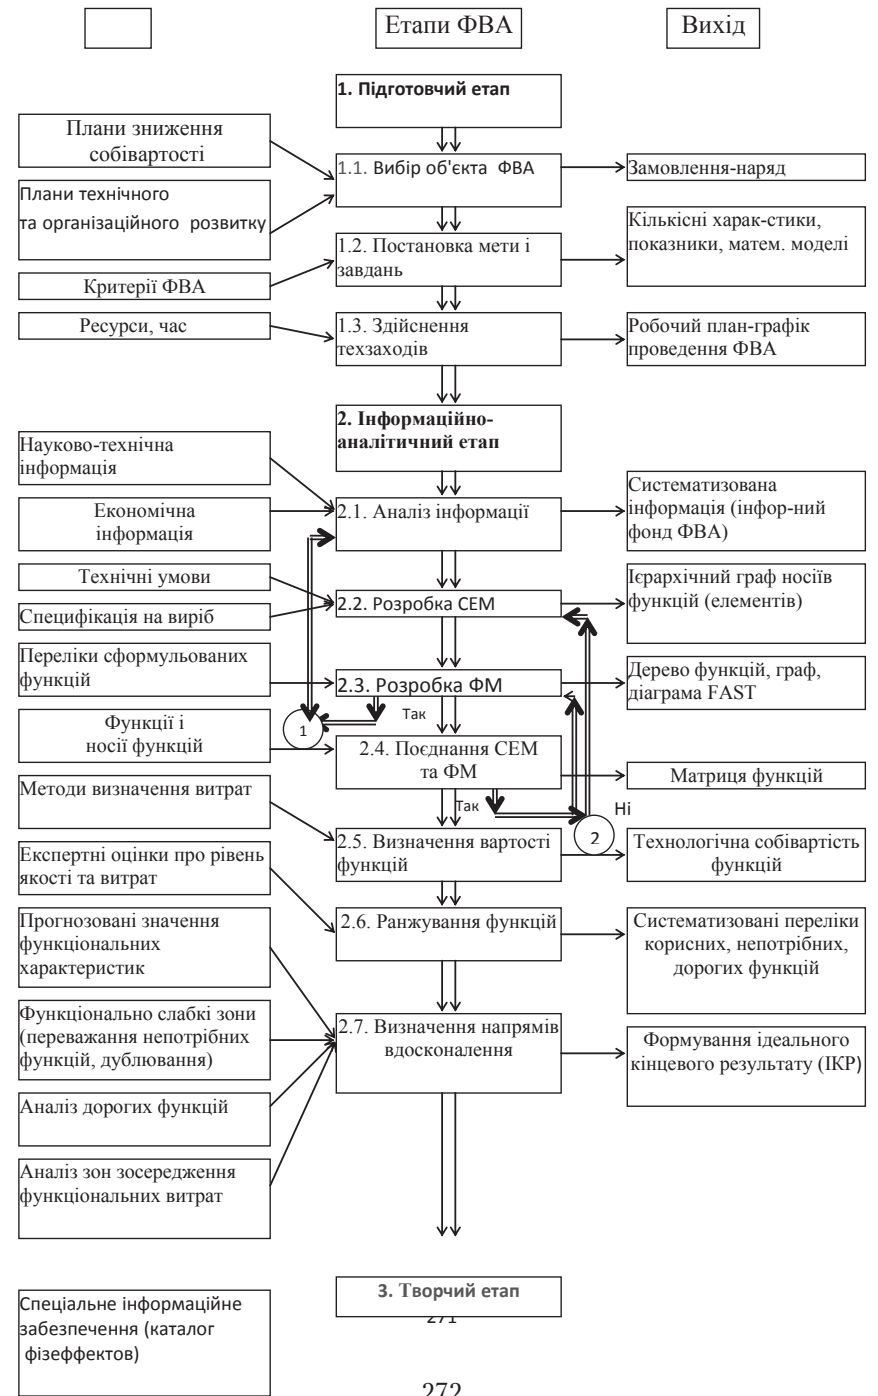 Етапи ФВА
Вихід
1. Підготовчий етап
Плани зниження
собівартості
1.1. Вибір об'єкта ФВА
Замовлення-наряд
Плани технічного
та організаційного розвитку
Кількісні харак-стики,
показники, матем. моделі
1.2. Постановка мети і
завдань
Критерії ФВА
Ресурси, час
1.3. Здійснення
техзаходів
Робочий план-графік
проведення ФВА
2. Інформаційно-
аналітичний етап
Науково-технічна
інформація
Економічна
інформація
2.1. Аналіз інформації
Систематизована
інформація (інфор-ний
фонд ФВА)
Технічні умови
Специфікація на виріб
2.2. Розробка СЕМ
Ієрархічний граф носіїв
функцій (елементів)
Переліки сформульованих
функцій
2.3. Розробка ФМ
Дерево функцій, граф,
діаграма FAST
Так
1
Функції і
носії функцій
2.4. Поєднання СЕМ
та ФМ
Матриця функцій
Методи визначення витрат
Так
Ні
2
2.5. Визначення вартості
функцій
Технологічна собівартість
функцій
Експертні оцінки про рівень
якості та витрат
2.6. Ранжування функцій
Систематизовані переліки
корисних, непотрібних,
дорогих функцій
Прогнозовані значення
функціональних
характеристик
Функціонально слабкі зони
(переважання непотрібних
функцій, дублювання)
2.7. Визначення напрямів
вдосконалення
Формування ідеального
кінцевого результату (ІКР)
Аналіз дорогих функцій
Аналіз зон зосередження
функціональних витрат
3. Творчий етап
271
Спеціальне інформаційне
забезпечення (каталог
фізеффектов)
272